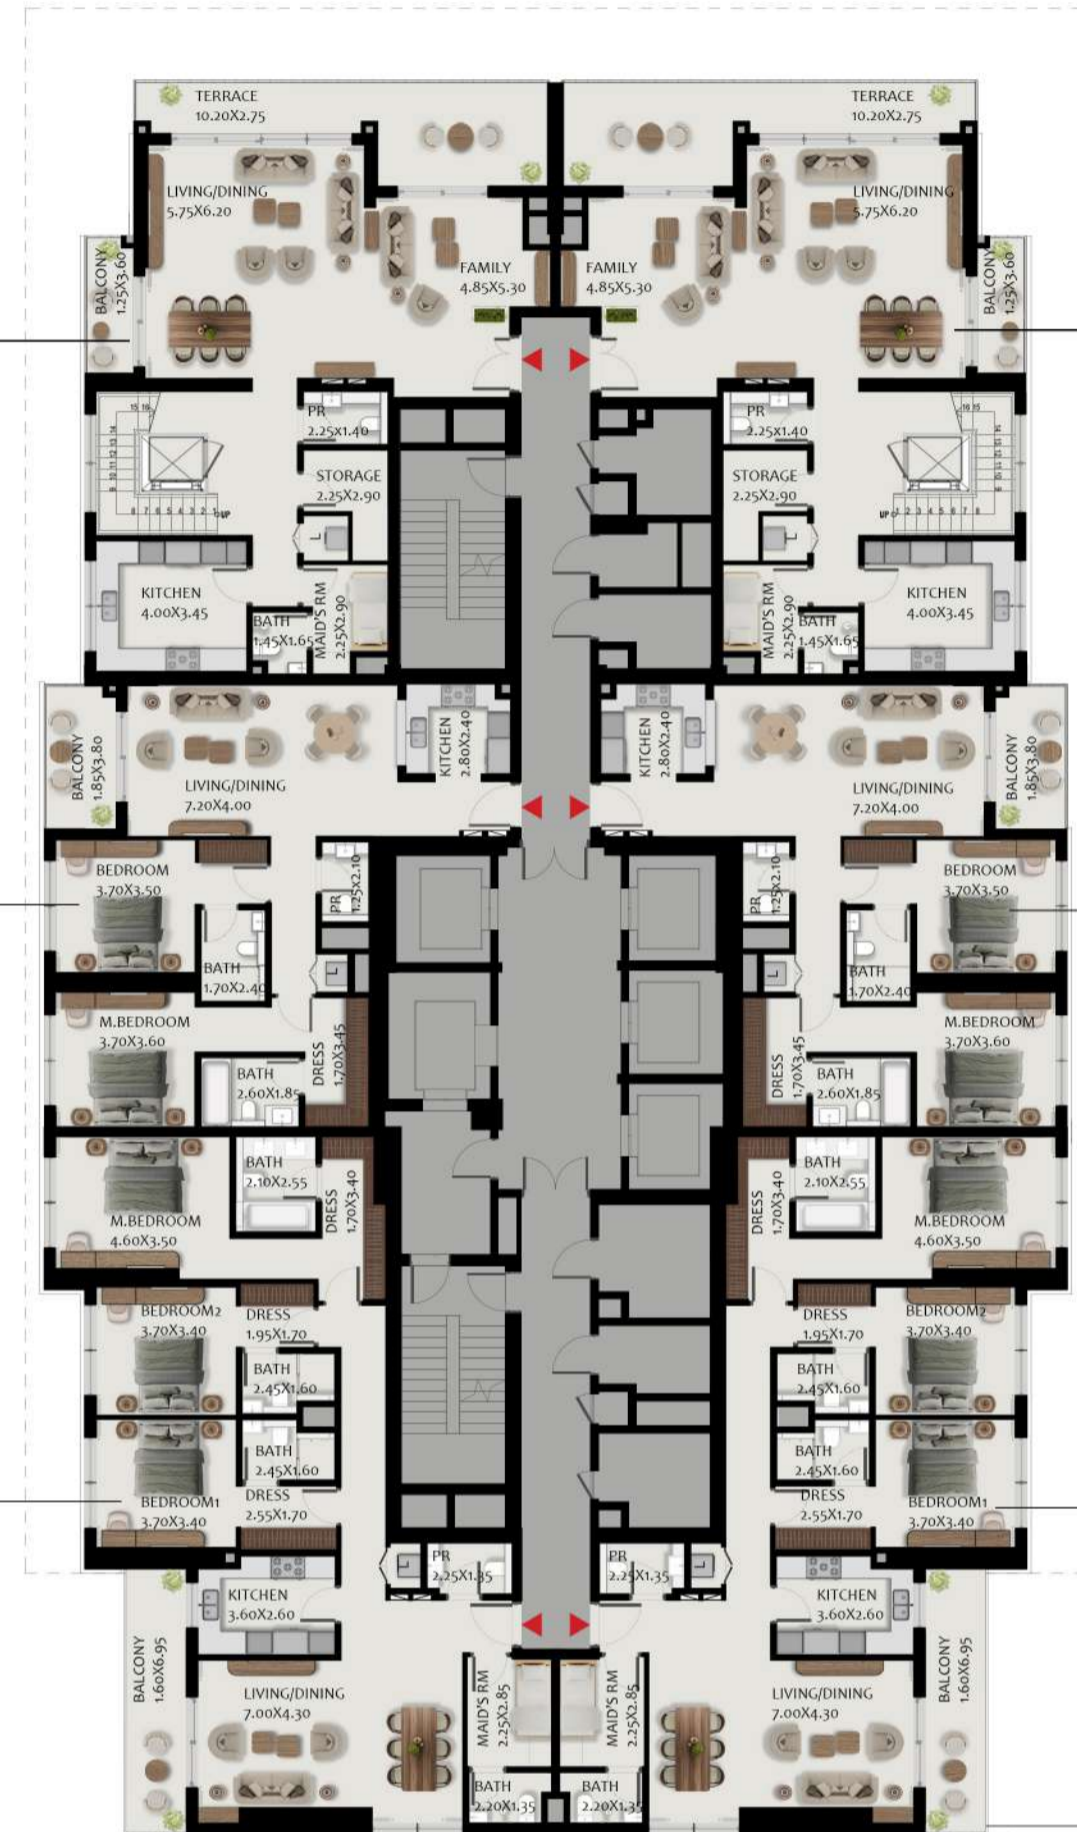 TERRACE
10.20X2.75
TERRACE
10.20X2.75
LIVING/DINING
5.75X6.20
LIVING/DINING
5.75X6.20
BALCONY
1.25X3.60
FAMILY
4.85X5.30
FAMILY
4.85X5.30
BALCONY
1.25X3.60
PR
2.25X1.40
PR
2.25X1.40
STORAGE
2.25X2.90
STORAGE
2.25X2.90
UP
UP
L
L
KITCHEN
4.00X3.45
BATH
1.45X1.65
MAID'S RM
2.25X2.90
MAID'S RM
2.25X2.90
BATH
1.45X1.65
KITCHEN
4.00X3.45
BALCONY
1.85X3.80
LIVING/DINING
7.20X4.00
KITCHEN
2.80X2.40
KITCHEN
2.80X2.40
LIVING/DINING
7.20X4.00
BALCONY
1.85X3.80
BEDROOM
3.70X3.50
PR
1.25X2.10
PR
1.25X2.10
BEDROOM
3.70X3.50
BATH
1.70X2.40
L
L
BATH
1.70X2.40
M.BEDROOM
3.70X3.60
DRESS
1.70X3.45
DRESS
1.70X3.45
M.BEDROOM
3.70X3.60
BATH
2.60X1.85
BATH
2.60X1.85
BATH
2.10X2.55
DRESS
1.70X3.40
DRESS
1.70X3.40
BATH
2.10X2.55
M.BEDROOM
4.60X3.50
M.BEDROOM
4.60X3.50
BEDROOM2
3.70X3.40
DRESS
1.95X1.70
DRESS
1.95X1.70
BEDROOM2
3.70X3.40
BATH
2.45X1.60
BATH
2.45X1.60
BATH
2.45X1.60
BATH
2.45X1.60
BEDROOM1
3.70X3.40
DRESS
2.55X1.70
DRESS
2.55X1.70
BEDROOM1
3.70X3.40
L
PR
2.25X1.35
PR
2.25X1.35
L
KITCHEN
3.60X2.60
KITCHEN
3.60X2.60
BALCONY
1.60X6.95
LIVING/DINING
7.00X4.30
MAID'S RM
2.25X2.85
MAID'S RM
2.25X2.85
LIVING/DINING
7.00X4.30
BALCONY
1.60X6.95
BATH
2.20X1.35
BATH
2.20X1.35